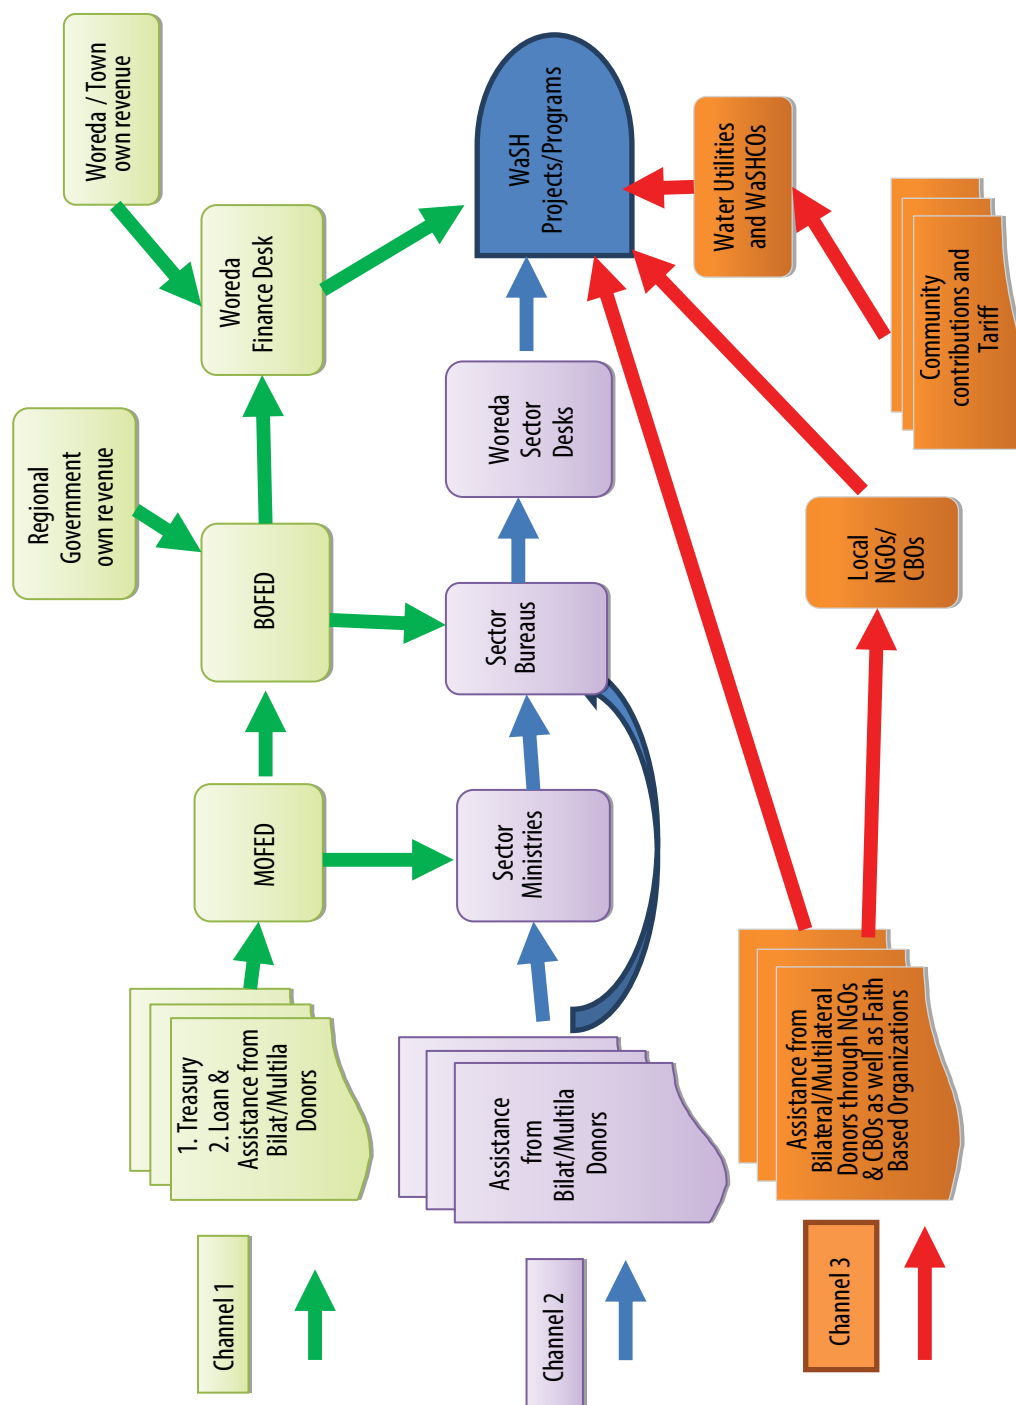 Channel 1
1. Treasury
2. Loan &
Assistance from
Bilat/Multila
Donors
MOFED
BOFED
Regional
Government
own revenue
Woreda
Finance Desk
Woreda / Town
own revenue
Channel 2
Assistance
from
Bilat/Multila
Donors
Sector
Ministries
Sector
Bureaus
Woreda
Sector
Desks
WaSH
Projects/Programs
Channel 3
Assistance from
Bilateral/Multilateral
Donors through NGOs
& CBOs as well as Faith
Based Organizations
Local
NGOs/
CBOs
Water Utilities
and WaSHCOs
Community
contributions and
Tariff